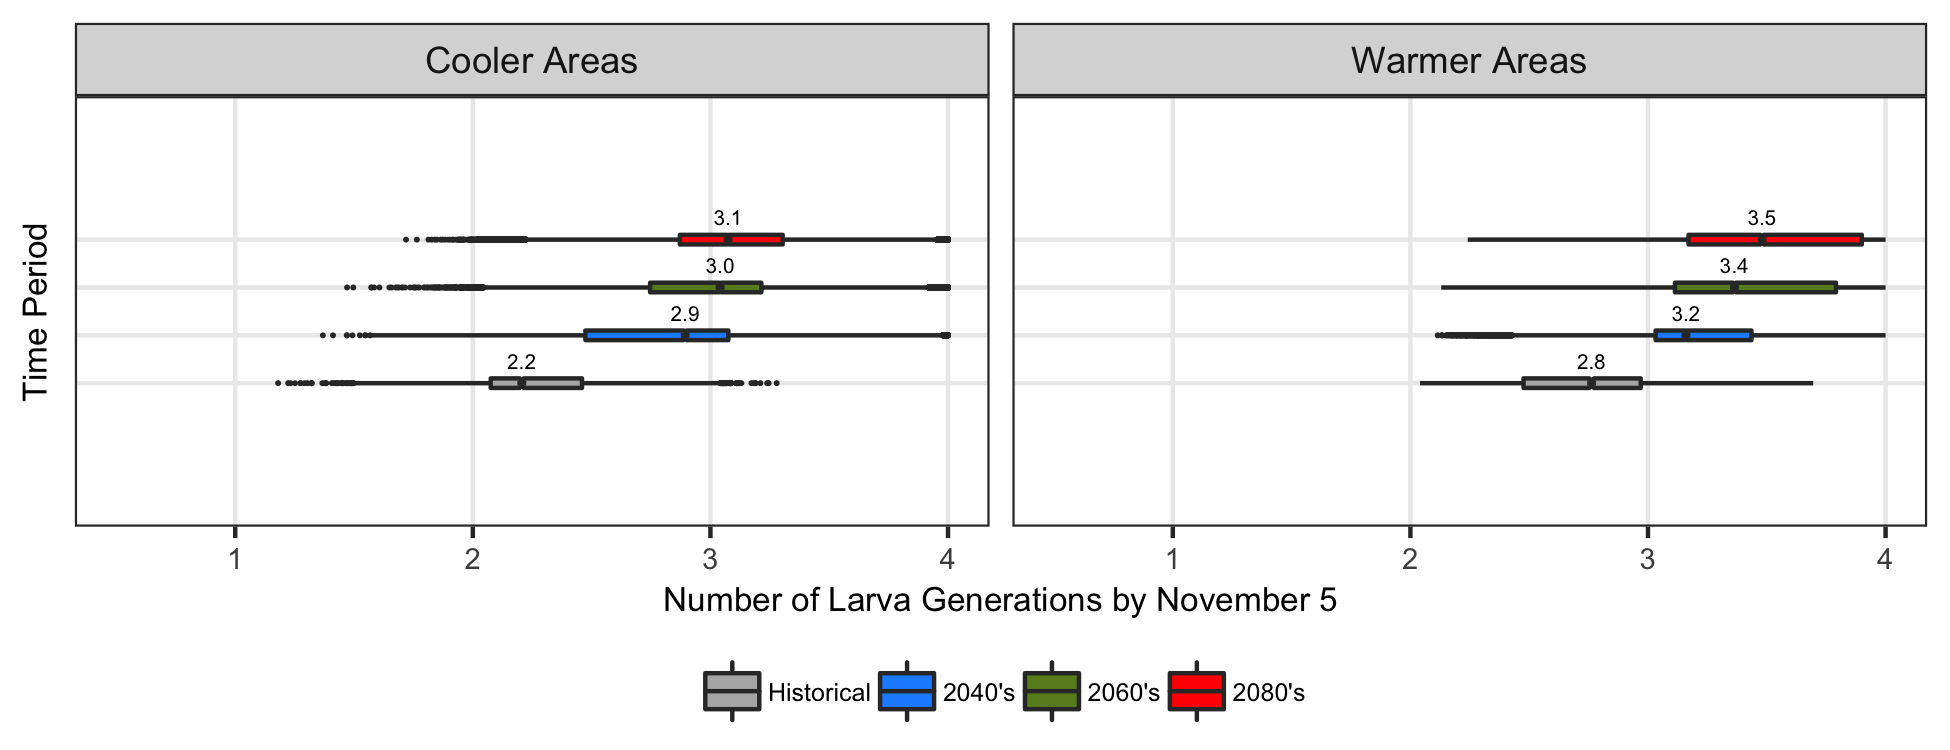 Cooler Areas
Warmer Areas
Time Period
3.1
3.0
2.9
2.2
3.5
3.4
3.2
2.8
1 2 3 4
1 2 3 4
Number of Larva Generations by November 5
Historical 2040's 2060's 2080's